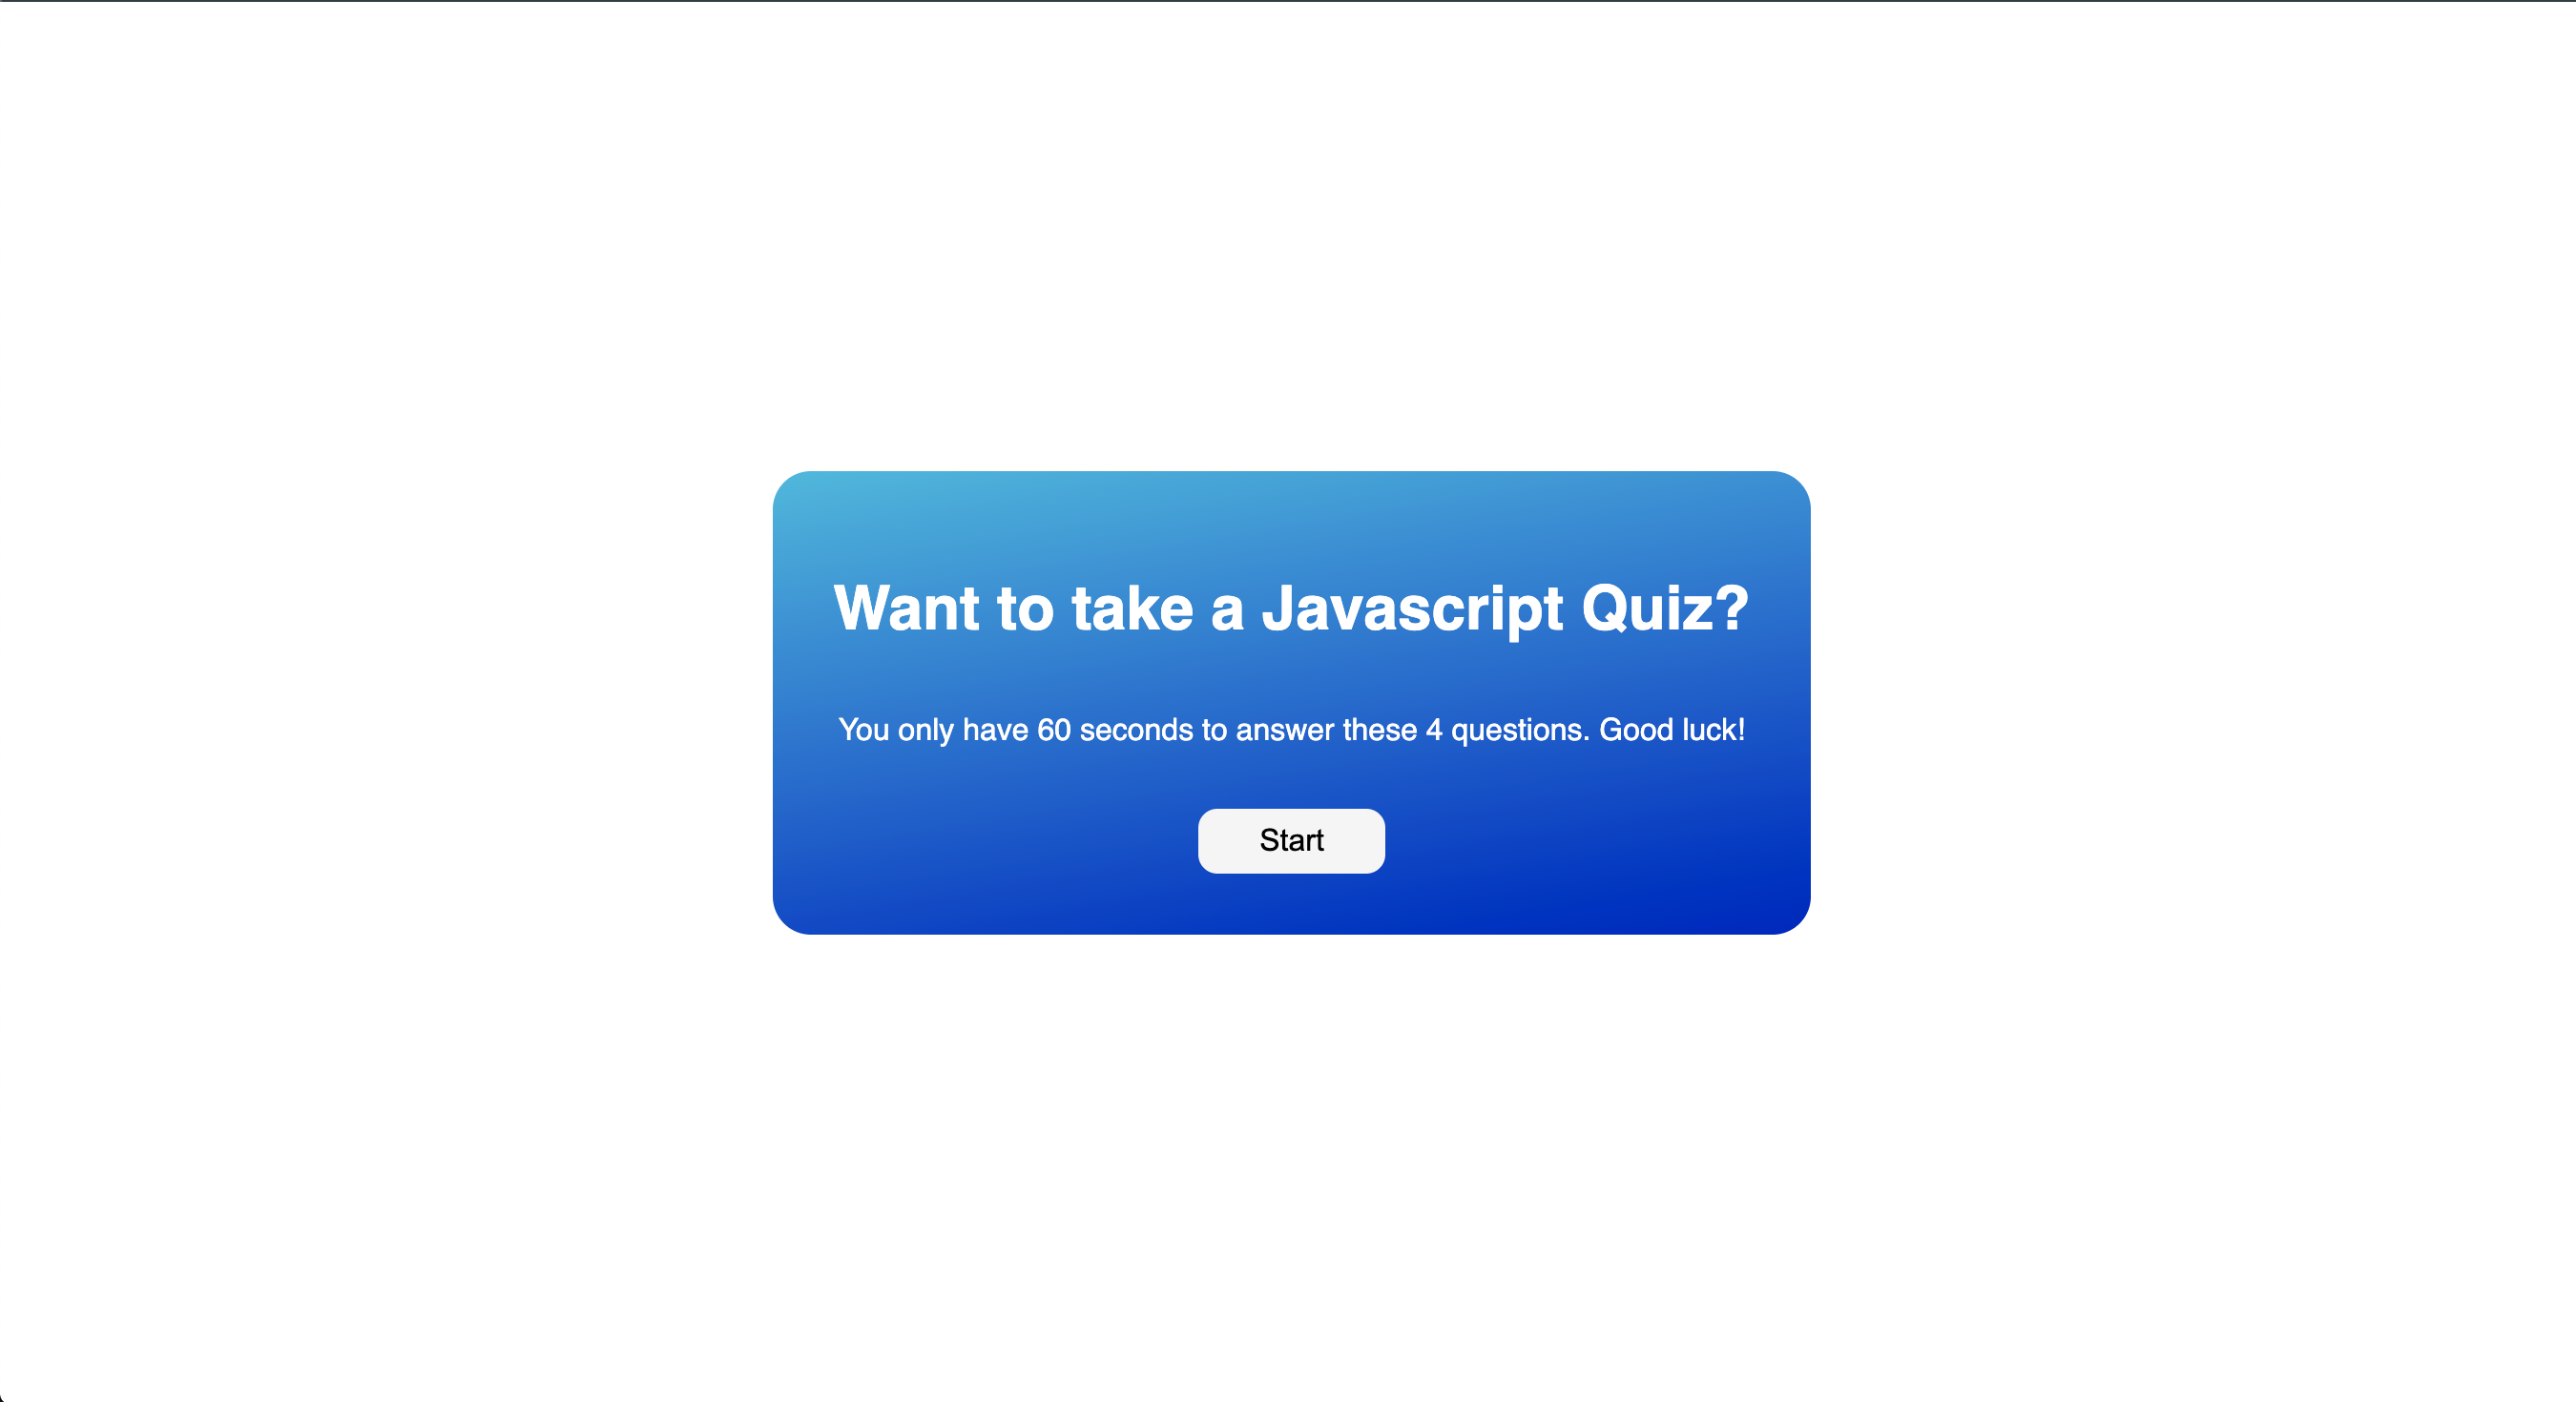 Want to take a Javascript Quiz?
You only have 60 seconds to answer these 4 questions. Good luck!
Start